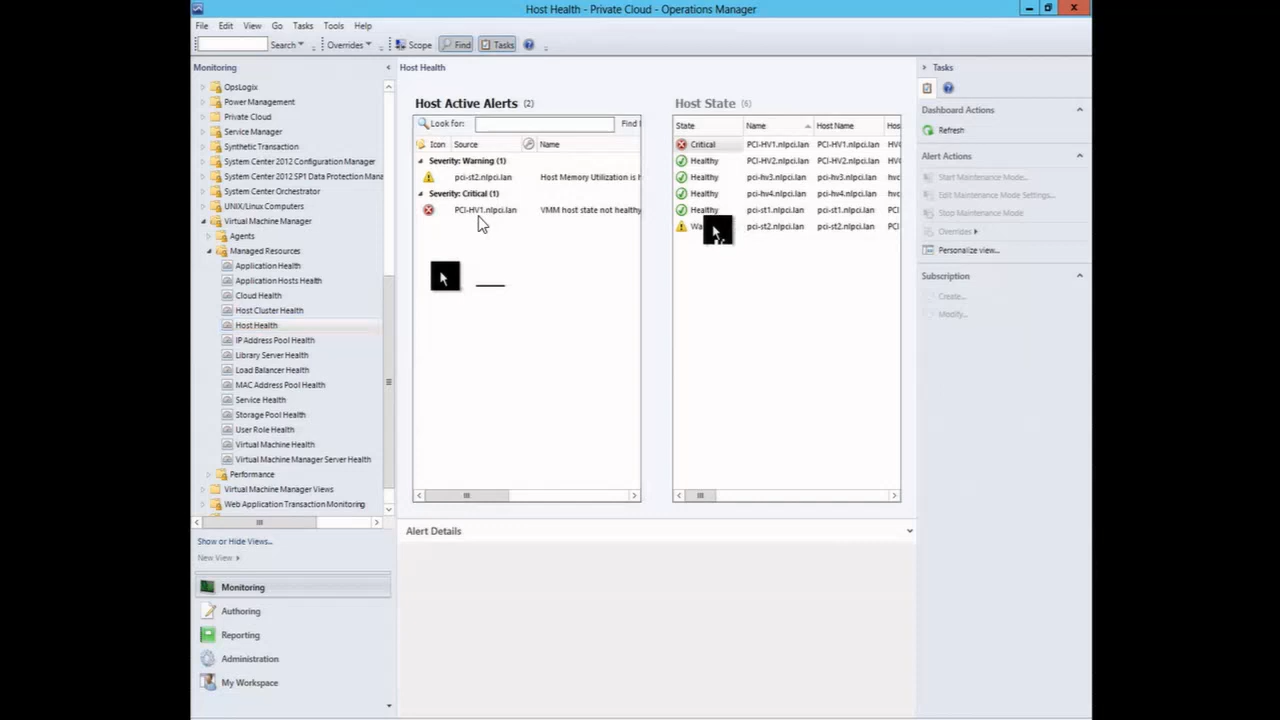 Host Health - Private Cloud - Operations Manager
File Edit View Go Tasks Tools Help
Search Overrides Scope Find Tasks
Monitoring
OpsLogix
Power Management
Private Cloud
Service Manager
Synthetic Transaction
System Center 2012 Configuration Manager
System Center 2012 SP1 Data Protection Mana
System Center Orchestrator
UNIX/Linux Computers
Virtual Machine Manager
Agents
Managed Resources
Application Health
Application Hosts Health
Cloud Health
Host Cluster Health
Host Health
IP Address Pool Health
Library Server Health
Load Balancer Health
MAC Address Pool Health
Service Health
Storage Pool Health
User Role Health
Virtual Machine Health
Virtual Machine Manager Server Health
Performance
Virtual Machine Manager Views
Web Application Transaction Monitoring
Show or Hide Views...
New View
Monitoring
Authoring
Reporting
Administration
My Workspace
Host Health
Host Active Alerts (2)
Look for: Find
Icon Source Name
Severity: Warning (1)
pci-st2.nlpci.lan Host Memory Utilization is h
Severity: Critical (1)
PCI-HV1.nlpci.lan VMM host state not healthy
Host State (6)
State Name Host Name Hos
Critical PCI-HV1.nlpci.lan PCI-HV1.nlpci.lan HV
Healthy PCI-HV2.nlpci.lan PCI-HV2.nlpci.lan HV
Healthy pci-hv3.nlpci.lan pci-hv3.nlpci.lan hvc
Healthy pci-hv4.nlpci.lan pci-hv4.nlpci.lan hvc
Healthy pci-st1.nlpci.lan pci-st1.nlpci.lan PCI
Wa pci-st2.nlpci.lan pci-st2.nlpci.lan PCI
Alert Details
Tasks
Dashboard Actions
Refresh
Alert Actions
Start Maintenance Mode...
Edit Maintenance Mode Settings...
Stop Maintenance Mode
Overrides
Personalize view...
Subscription
Create...
Modify...